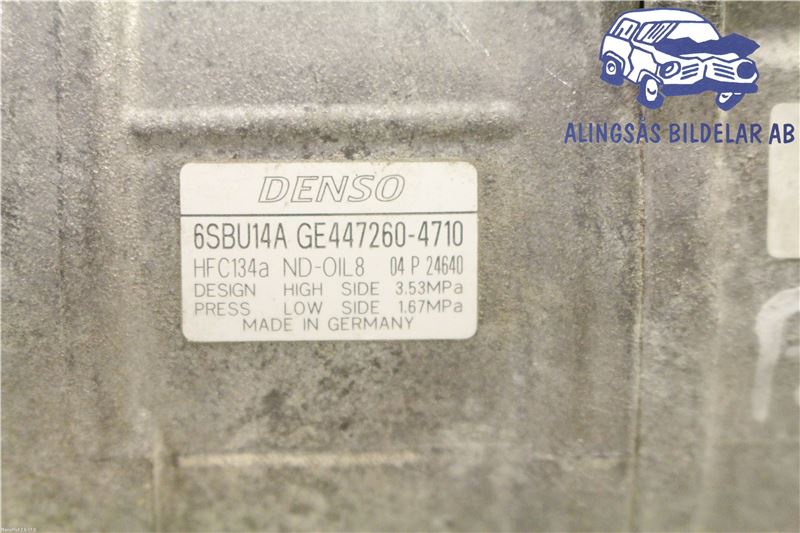 ALINGSÅS BILDELAR AB
DENSO
6SBU14A GE447260-4710
HFC134a ND-OIL8 04 P 24640
DESIGN HIGH SIDE 3.53MPa
PRESS LOW SIDE 1.67MPa
MADE IN GERMANY